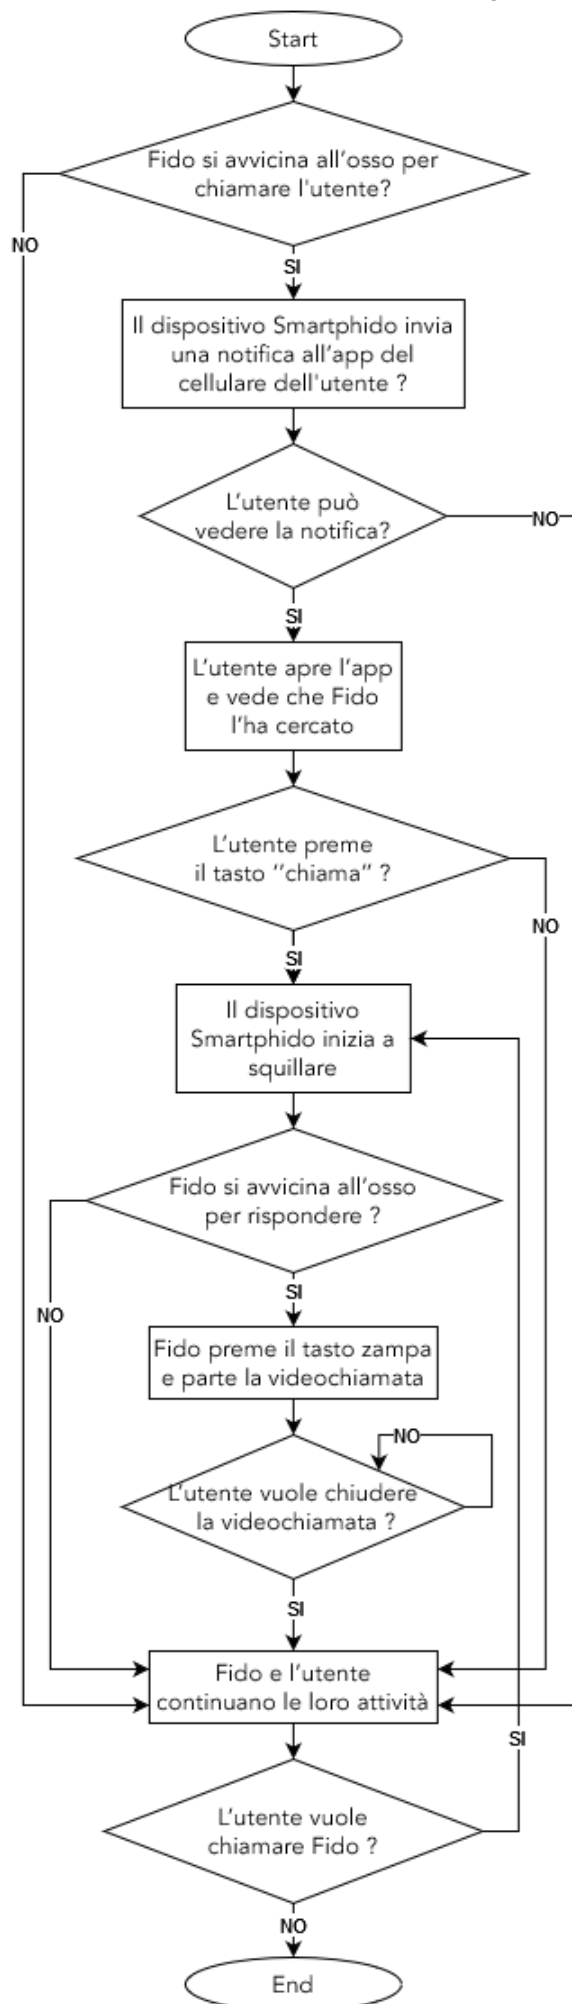 Start
Fido si avvicina all'osso per
chiamare l'utente?
NO
SI
Il dispositivo Smartphido invia
una notifica all'app del
cellulare dell'utente ?
L'utente può
vedere la notifica?
NO
SI
L'utente apre l'app
e vede che Fido
l'ha cercato
L'utente preme
il tasto "chiama" ?
NO
SI
Il dispositivo
Smartphido inizia a
squillare
Fido si avvicina all'osso
per rispondere ?
SI
NO
Fido preme il tasto zampa
e parte la videochiamata
NO
L'utente vuole chiudere
la videochiamata ?
SI
Fido e l'utente
continuano le loro attività
SI
L'utente vuole
chiamare Fido ?
NO
End